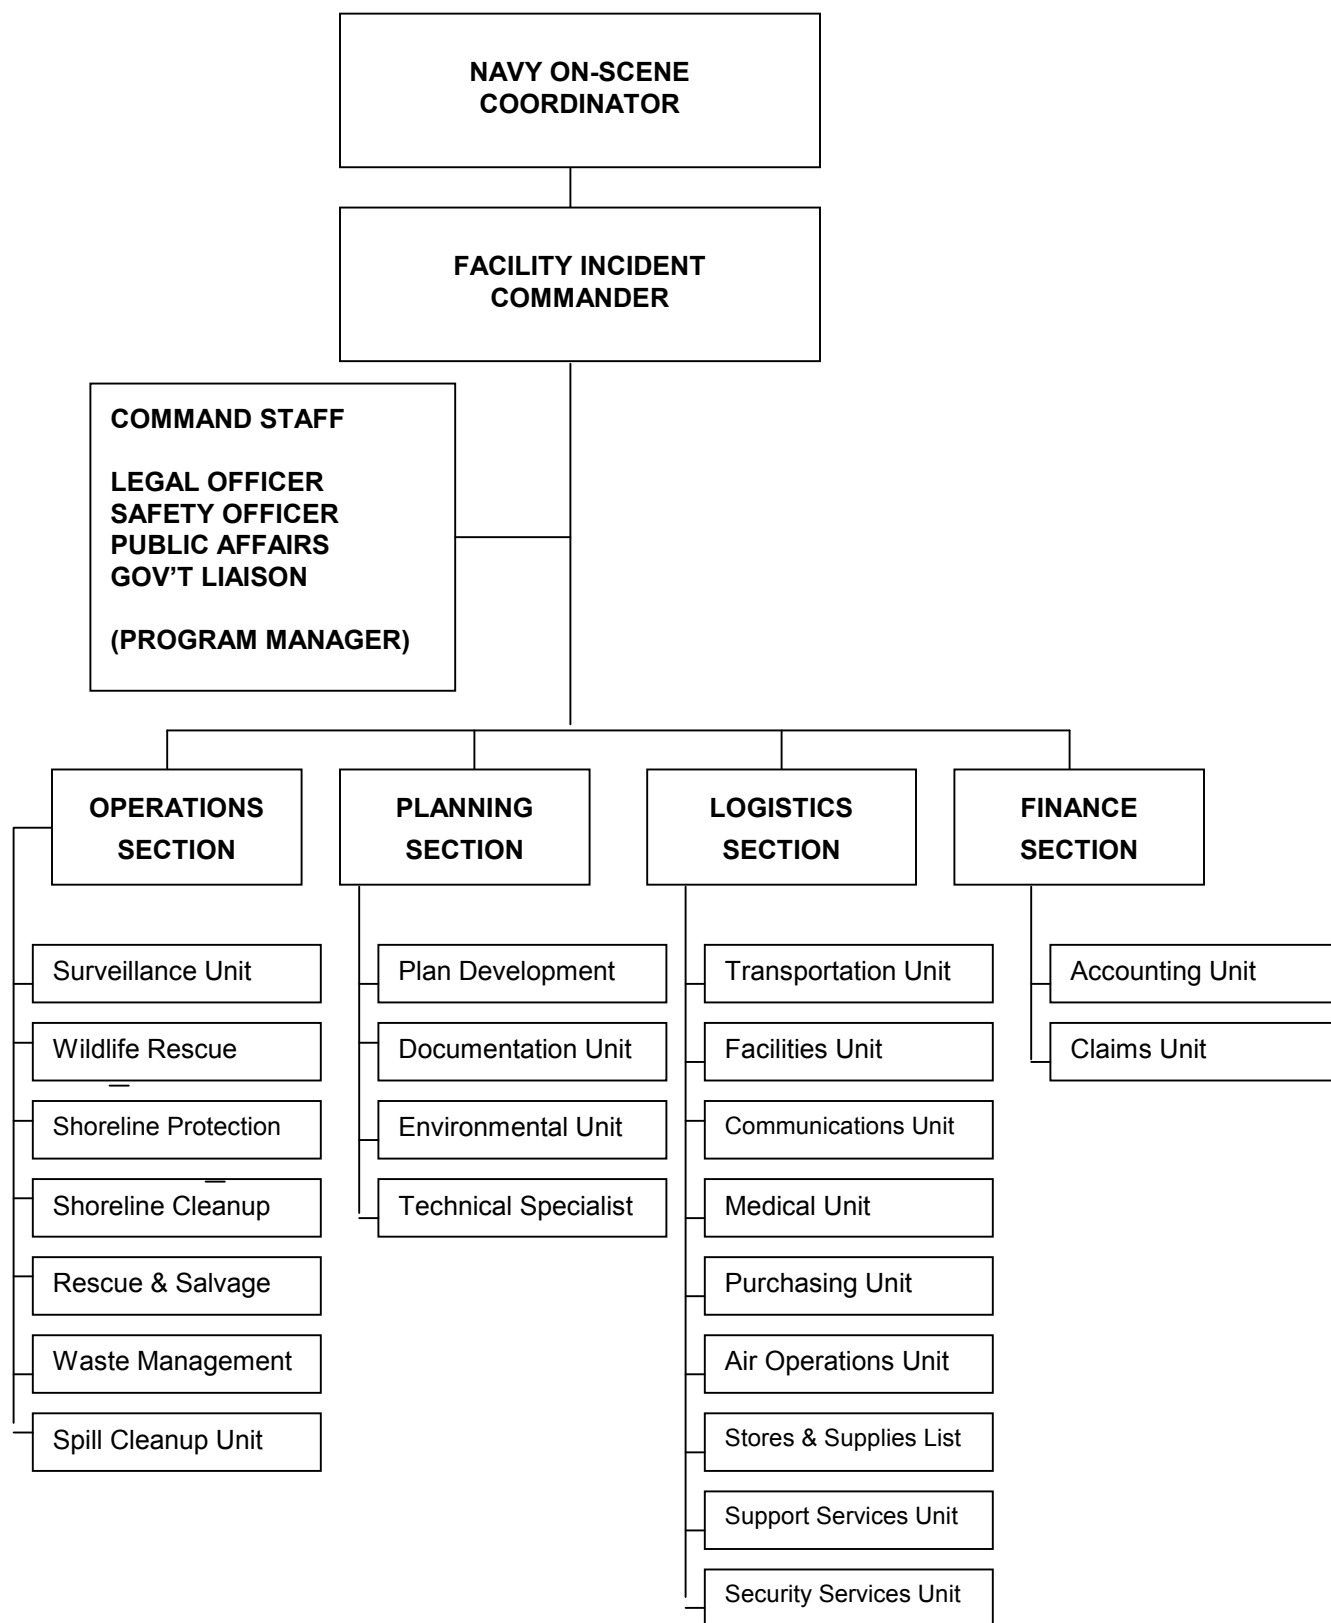 NAVY ON-SCENE
COORDINATOR
FACILITY INCIDENT
COMMANDER
COMMAND STAFF
LEGAL OFFICER
SAFETY OFFICER
PUBLIC AFFAIRS
GOV’T LIAISON
(PROGRAM MANAGER)
OPERATIONS
SECTION
Surveillance Unit
Wildlife Rescue
Shoreline Protection
Shoreline Cleanup
Rescue & Salvage
Waste Management
Spill Cleanup Unit
PLANNING
SECTION
Plan Development
Documentation Unit
Environmental Unit
Technical Specialist
LOGISTICS
SECTION
Transportation Unit
Facilities Unit
Communications Unit
Medical Unit
Purchasing Unit
Air Operations Unit
Stores & Supplies List
Support Services Unit
Security Services Unit
FINANCE
SECTION
Accounting Unit
Claims Unit